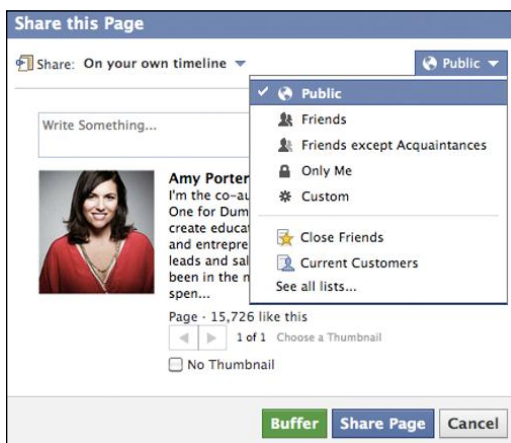 Share this Page
Share: On your own timeline
Public
Public
Friends
Friends except Acquaintances
Only Me
Custom
Close Friends
Current Customers
See all lists...
Write Something...
Amy Porter
I'm the co-au
One for Dum
create educat
and entrepre
leads and sal
been in the n
spen...
Page · 15,726 like this
1 of 1 Choose a Thumbnail
No Thumbnail
Buffer Share Page Cancel